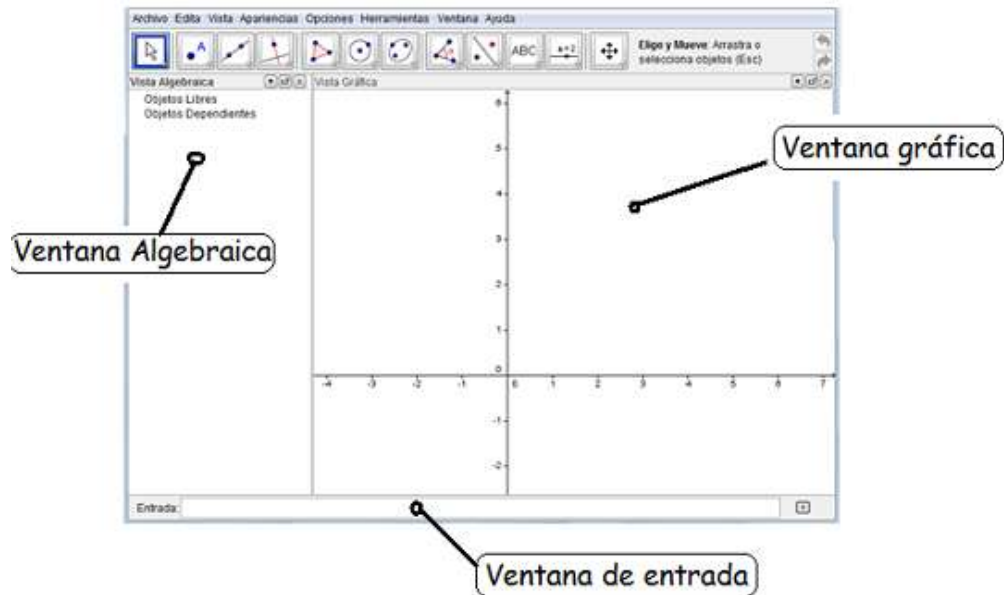 Archivo Edita Vista Apariencias Opciones Herramientas Ventana Ayuda
A
ABC
a=2
Elige y Mueve: Arrastra o
selecciona objetos (Esc)
Vista Algebraica
Vista Gráfica
Objetos Libres
Objetos Dependientes
6
5
4
3
2
1
0
-4 -3 -2 -1 0 1 2 3 4 5 6 7
-1
-2
Ventana gráfica
Ventana Algebraica
Entrada:
Ventana de entrada